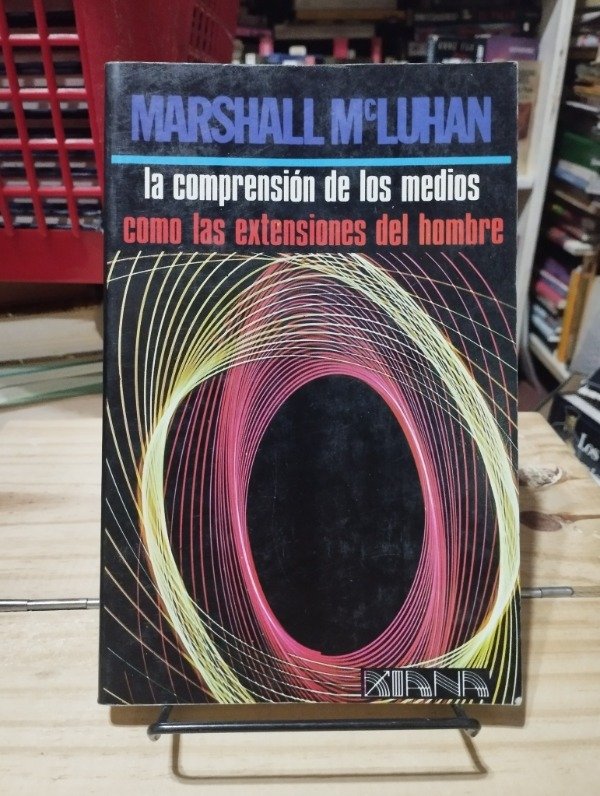 MARSHALL McLUHAN
la comprensión de los medios
como las extensiones del hombre
DIANA